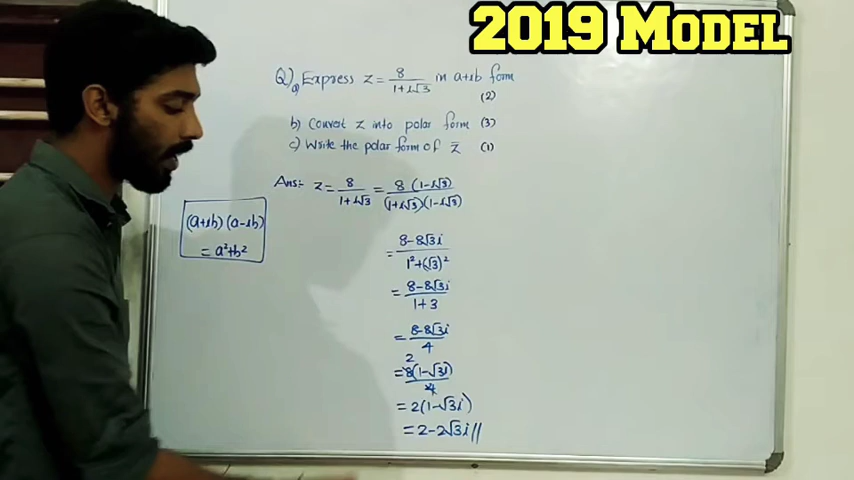 2019 MODEL
Q) a) Express z = 8/(1+i√3) in a+ib form
(2)
b) Convert z into polar form (3)
c) Write the polar form of z̅ (1)
Ans:- z = 8/(1+i√3) = 8(1-i√3)/(1+i√3)(1-i√3)
(a+ib)(a-ib)
= a²+b²
= (8-8√3i)/(1²+(√3)²)
= (8-8√3i)/(1+3)
= (8-8√3i)/4
2
= 8(1-√3i)/4
= 2(1-√3i)
= 2-2√3i//